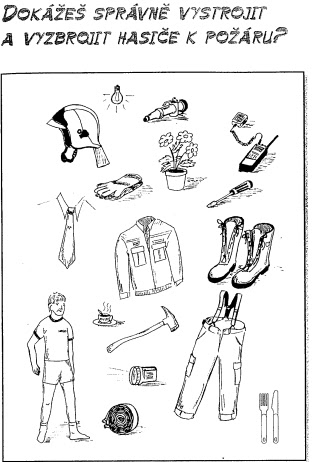 DOKÁŽEŠ SPRÁVNĚ VYSTROJIT
A VYZBROJIT HASIČE K POŽÁRU?